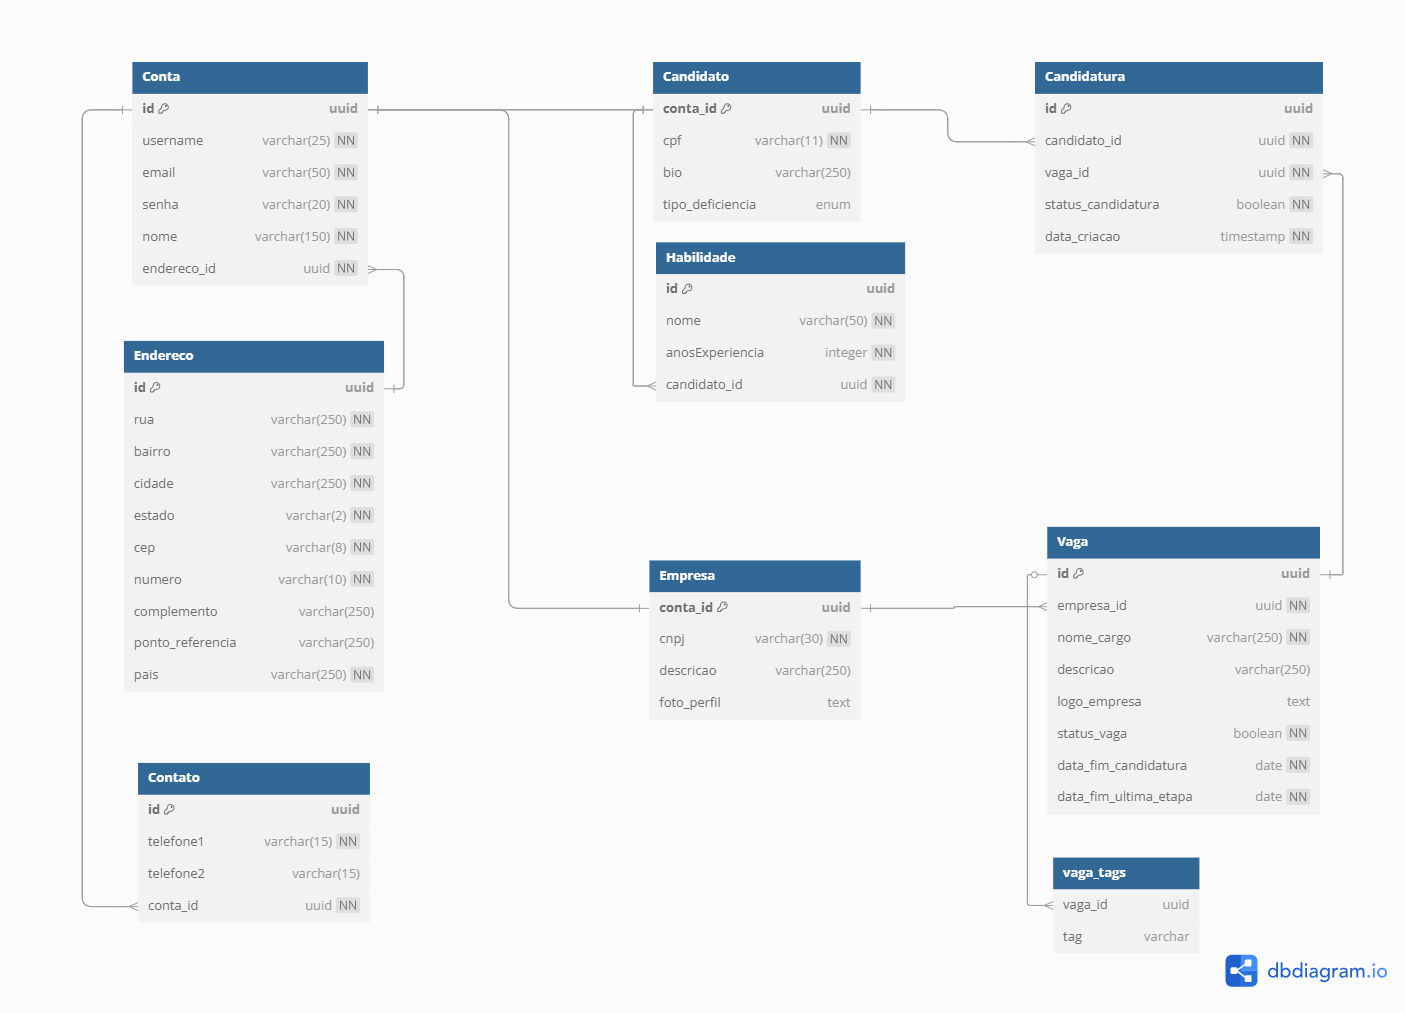 Conta
id uuid
username varchar(25) NN
email varchar(50) NN
senha varchar(20) NN
nome varchar(150) NN
endereco_id uuid NN
Candidato
conta_id uuid
cpf varchar(11) NN
bio varchar(250)
tipo_deficiencia enum
Candidatura
id uuid
candidato_id uuid NN
vaga_id uuid NN
status_candidatura boolean NN
data_criacao timestamp NN
Habilidade
id uuid
nome varchar(50) NN
anosExperiencia integer NN
candidato_id uuid NN
Endereco
id uuid
rua varchar(250) NN
bairro varchar(250) NN
cidade varchar(250) NN
estado varchar(2) NN
cep varchar(8) NN
numero varchar(10) NN
complemento varchar(250)
ponto_referencia varchar(250)
pais varchar(250) NN
Empresa
conta_id uuid
cnpj varchar(30) NN
descricao varchar(250)
foto_perfil text
Vaga
id uuid
empresa_id uuid NN
nome_cargo varchar(250) NN
descricao varchar(250)
logo_empresa text
status_vaga boolean NN
data_fim_candidatura date NN
data_fim_ultima_etapa date NN
Contato
id uuid
telefone1 varchar(15) NN
telefone2 varchar(15)
conta_id uuid NN
vaga_tags
vaga_id uuid
tag varchar
dbdiagram.io